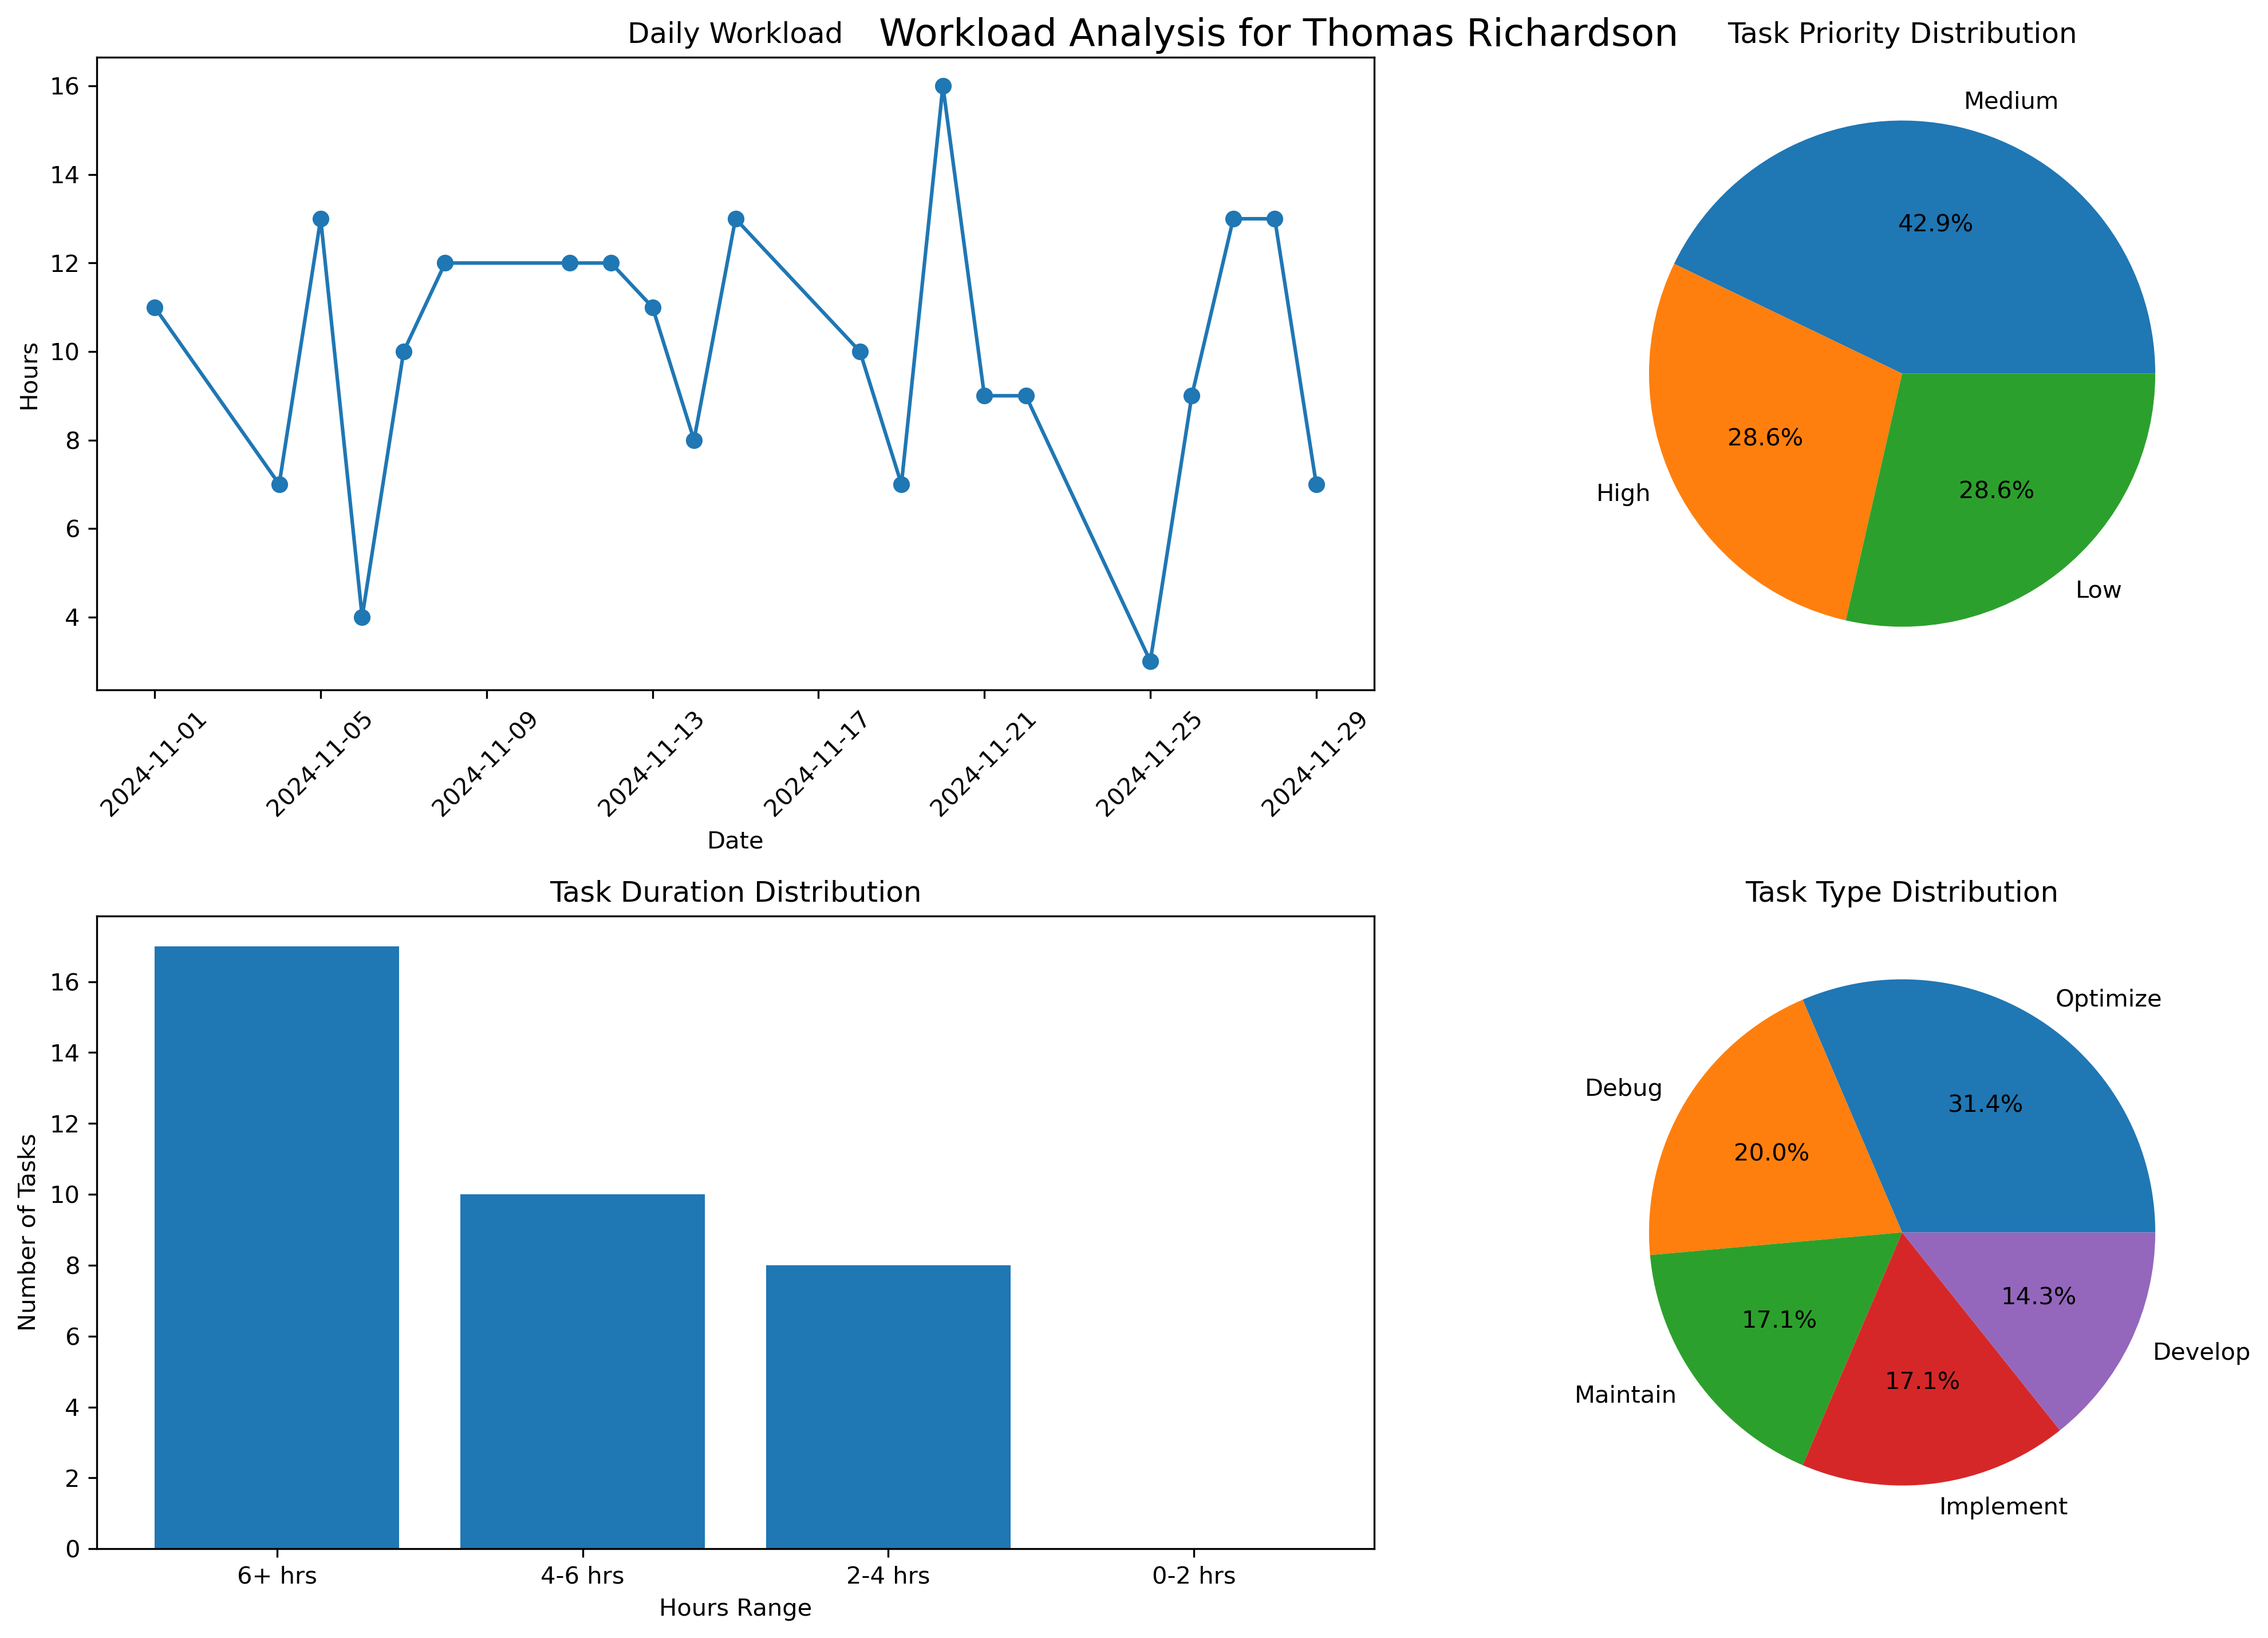 Workload Analysis for Thomas Richardson
Daily Workload
16
14
12
10
8
6
4
Hours
2024-11-01
2024-11-05
2024-11-09
2024-11-13
2024-11-17
2024-11-21
2024-11-25
2024-11-29
Date
Task Priority Distribution
Medium
42.9%
High
28.6%
Low
28.6%
Task Duration Distribution
16
14
12
10
8
6
4
2
0
Number of Tasks
6+ hrs
4-6 hrs
2-4 hrs
0-2 hrs
Hours Range
Task Type Distribution
Optimize
31.4%
Debug
20.0%
Maintain
17.1%
Implement
17.1%
Develop
14.3%